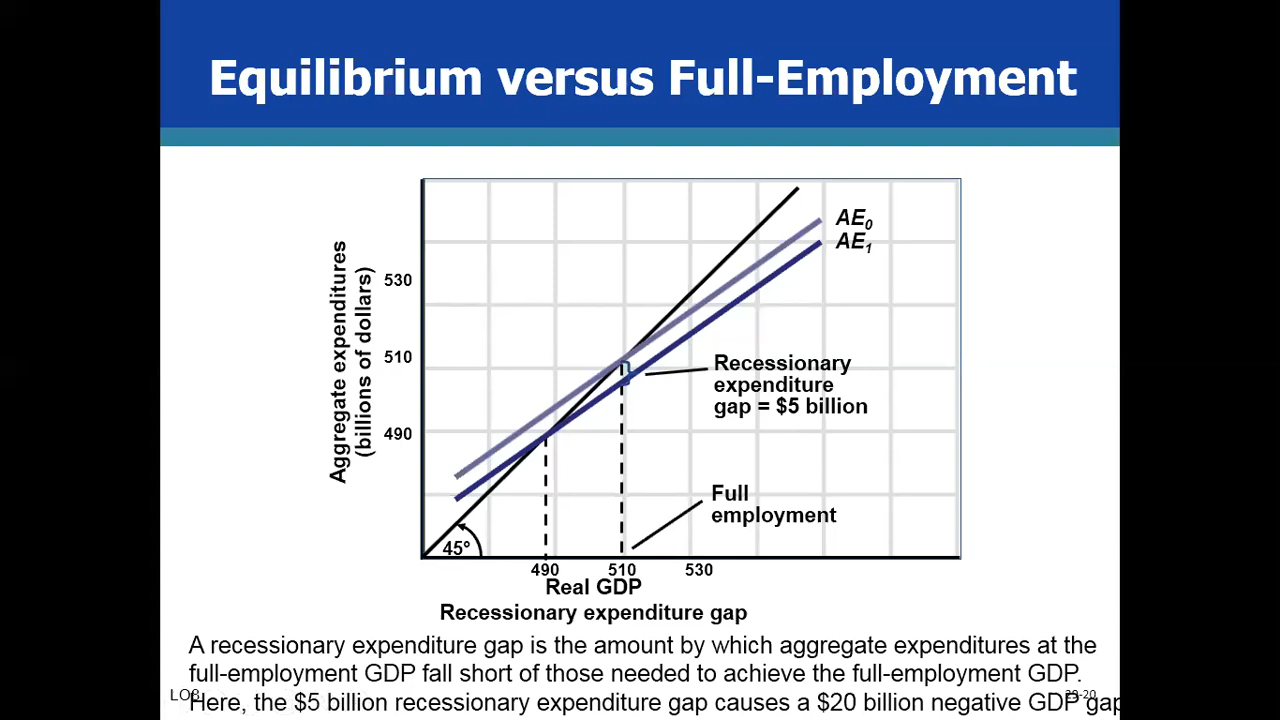 Equilibrium versus Full-Employment
Aggregate expenditures
(billions of dollars)
530
510
490
AE0
AE1
Recessionary
expenditure
gap = $5 billion
Full
employment
45°
490
510
530
Real GDP
Recessionary expenditure gap
A recessionary expenditure gap is the amount by which aggregate expenditures at the
full-employment GDP fall short of those needed to achieve the full-employment GDP.
Here, the $5 billion recessionary expenditure gap causes a $20 billion negative GDP gap
29-20